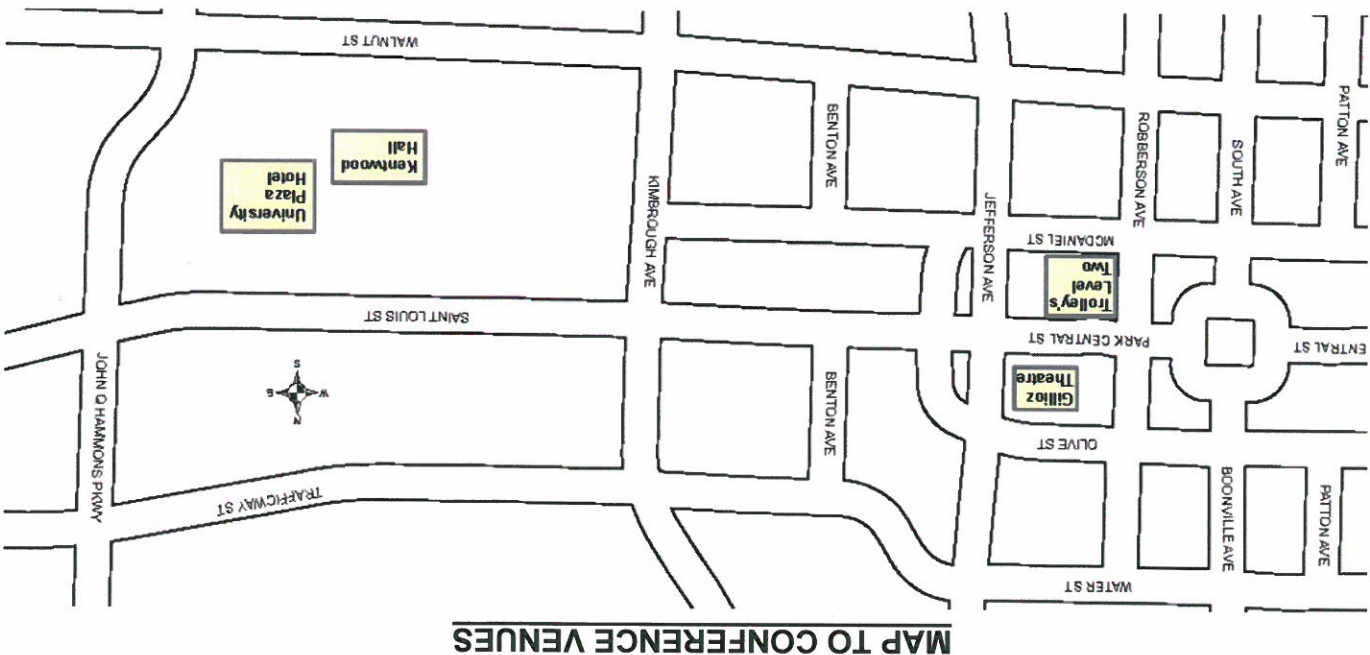 MAP TO CONFERENCE VENUES
WATER ST
PATTON AVE
BOONVILLE AVE
TRAFFICWAY ST
OLIVE ST
JOHN Q HAMMONS PKWY
BENTON AVE
Gillioz
Theatre
N
W
E
S
ENTRAL ST
PARK CENTRAL ST
SAINT LOUIS ST
Trolley's
Level
Two
JEFFERSON AVE
MCDANIEL ST
KIMBROUGH AVE
University
Plaza
Hotel
SOUTH AVE
ROBBERSON AVE
BENTON AVE
Kentwood
Hall
PATTON AVE
WALNUT ST